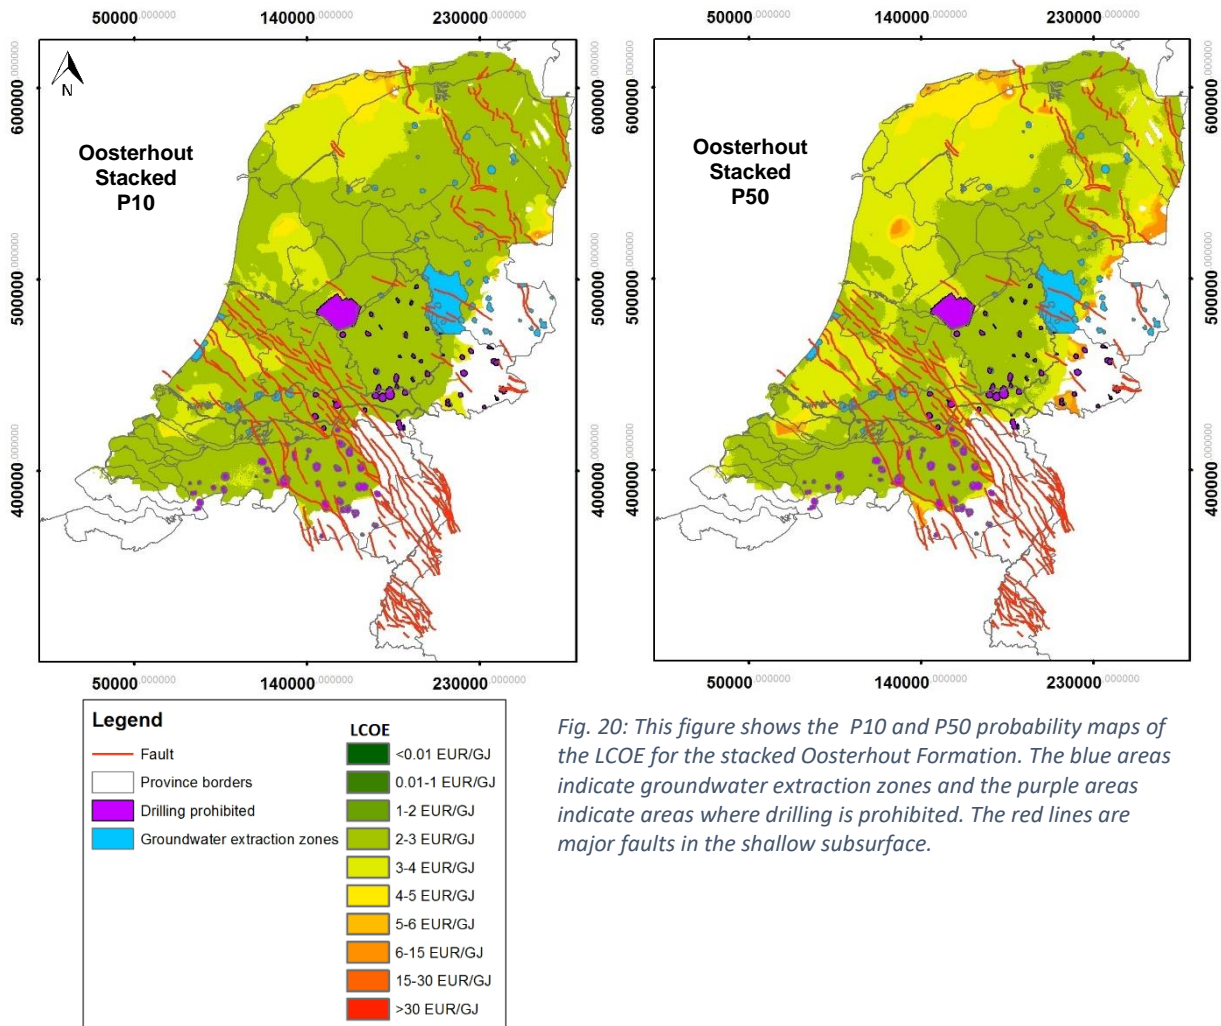 50000.000000 140000.000000 230000.000000 50000.000000 140000.000000 230000.000000
600000.000000
500000.000000
400000.000000
N
Oosterhout
Stacked
P10
600000.000000
500000.000000
400000.000000
600000.000000
500000.000000
400000.000000
Oosterhout
Stacked
P50
600000.000000
500000.000000
400000.000000
50000.000000 140000.000000 230000.000000 50000.000000 140000.000000 230000.000000
Legend
Fault
Province borders
Drilling prohibited
Groundwater extraction zones
LCOE
<0.01 EUR/GJ
0.01-1 EUR/GJ
1-2 EUR/GJ
2-3 EUR/GJ
3-4 EUR/GJ
4-5 EUR/GJ
5-6 EUR/GJ
6-15 EUR/GJ
15-30 EUR/GJ
>30 EUR/GJ
Fig. 20: This figure shows the P10 and P50 probability maps of
the LCOE for the stacked Oosterhout Formation. The blue areas
indicate groundwater extraction zones and the purple areas
indicate areas where drilling is prohibited. The red lines are
major faults in the shallow subsurface.